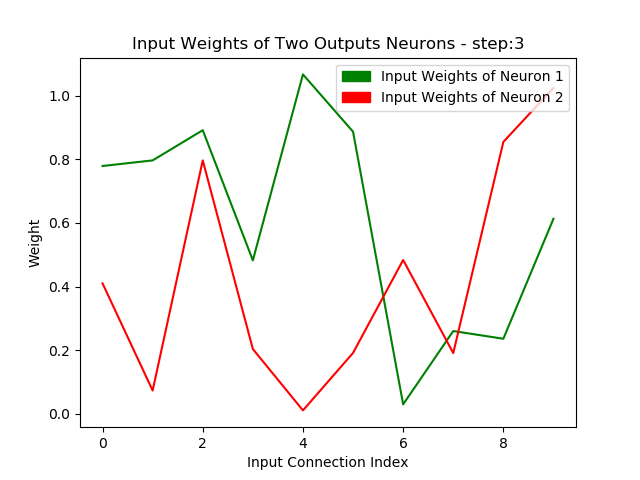 Input Weights of Two Outputs Neurons - step:3
Input Weights of Neuron 1
Input Weights of Neuron 2
1.0
0.8
0.6
0.4
0.2
0.0
Weight
0 2 4 6 8
Input Connection Index